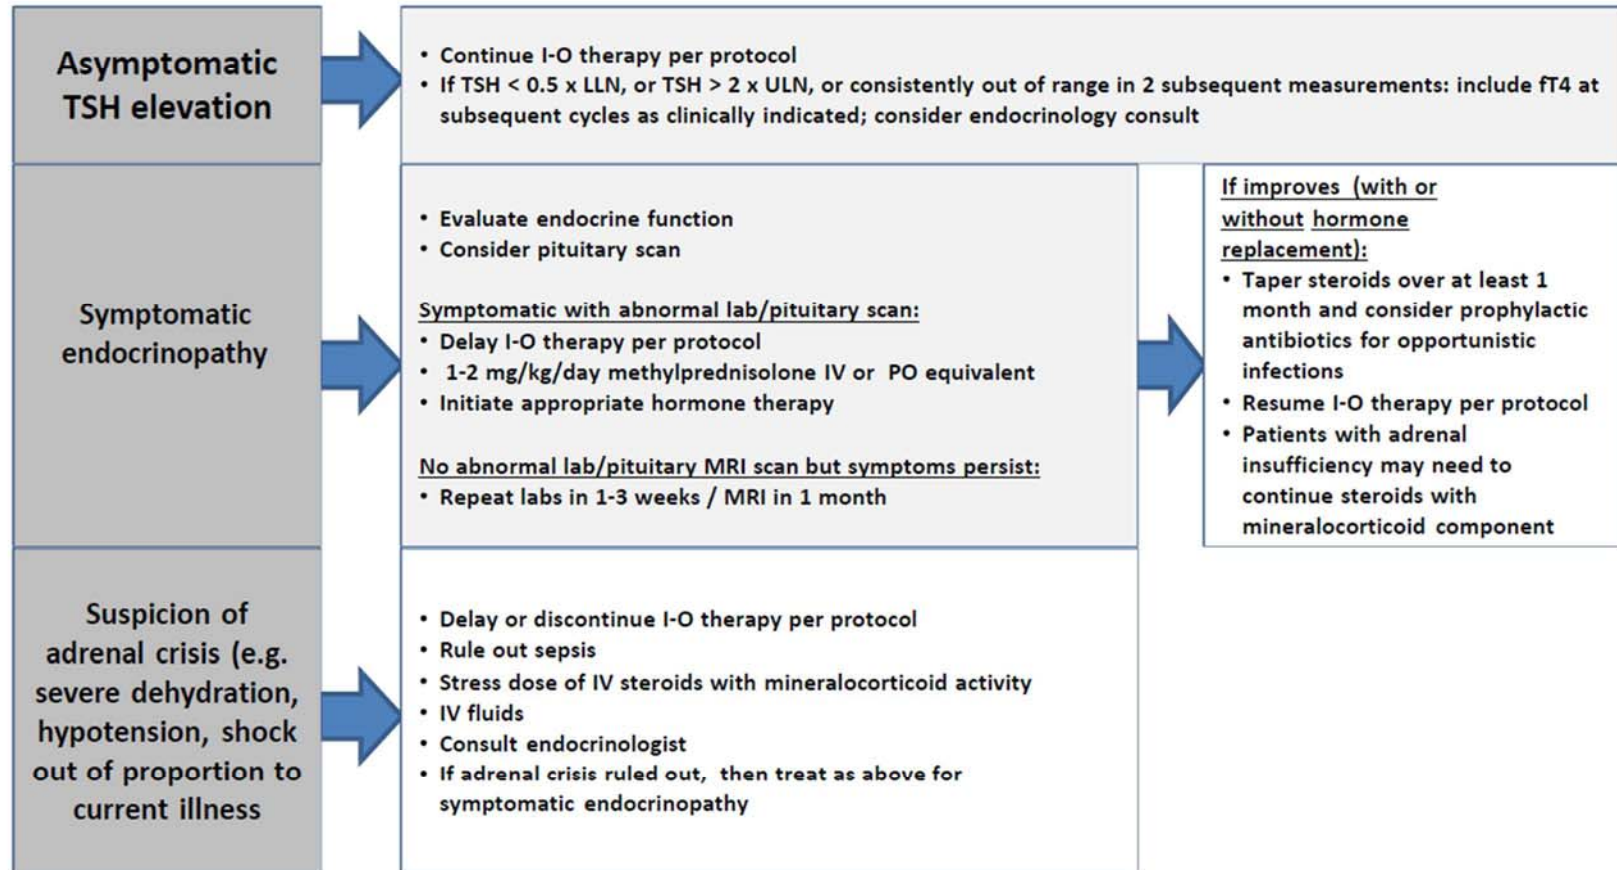 Asymptomatic
TSH elevation
• Continue I-O therapy per protocol
• If TSH < 0.5 x LLN, or TSH > 2 x ULN, or consistently out of range in 2 subsequent measurements: include fT4 at
subsequent cycles as clinically indicated; consider endocrinology consult
Symptomatic
endocrinopathy
• Evaluate endocrine function
• Consider pituitary scan
Symptomatic with abnormal lab/pituitary scan:
• Delay I-O therapy per protocol
• 1-2 mg/kg/day methylprednisolone IV or PO equivalent
• Initiate appropriate hormone therapy
No abnormal lab/pituitary MRI scan but symptoms persist:
• Repeat labs in 1-3 weeks / MRI in 1 month
If improves (with or
without hormone
replacement):
• Taper steroids over at least 1
month and consider prophylactic
antibiotics for opportunistic
infections
• Resume I-O therapy per protocol
• Patients with adrenal
insufficiency may need to
continue steroids with
mineralocorticoid component
Suspicion of
adrenal crisis (e.g.
severe dehydration,
hypotension, shock
out of proportion to
current illness
• Delay or discontinue I-O therapy per protocol
• Rule out sepsis
• Stress dose of IV steroids with mineralocorticoid activity
• IV fluids
• Consult endocrinologist
• If adrenal crisis ruled out, then treat as above for
symptomatic endocrinopathy